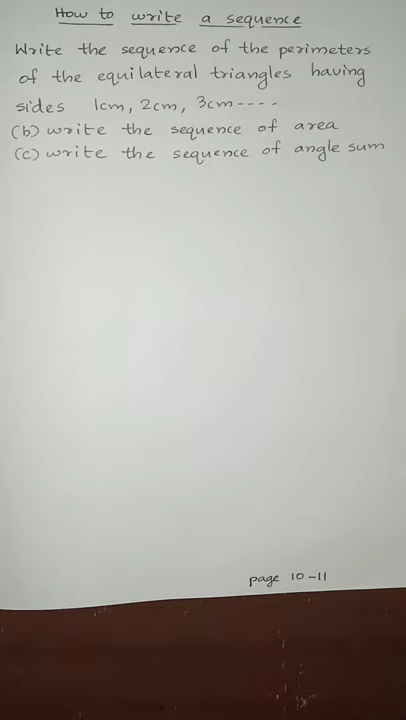 How to write a sequence
Write the sequence of the perimeters
of the equilateral triangles having
sides 1cm, 2cm, 3cm----
(b) write the sequence of area
(c) write the sequence of angle sum
page 10-11